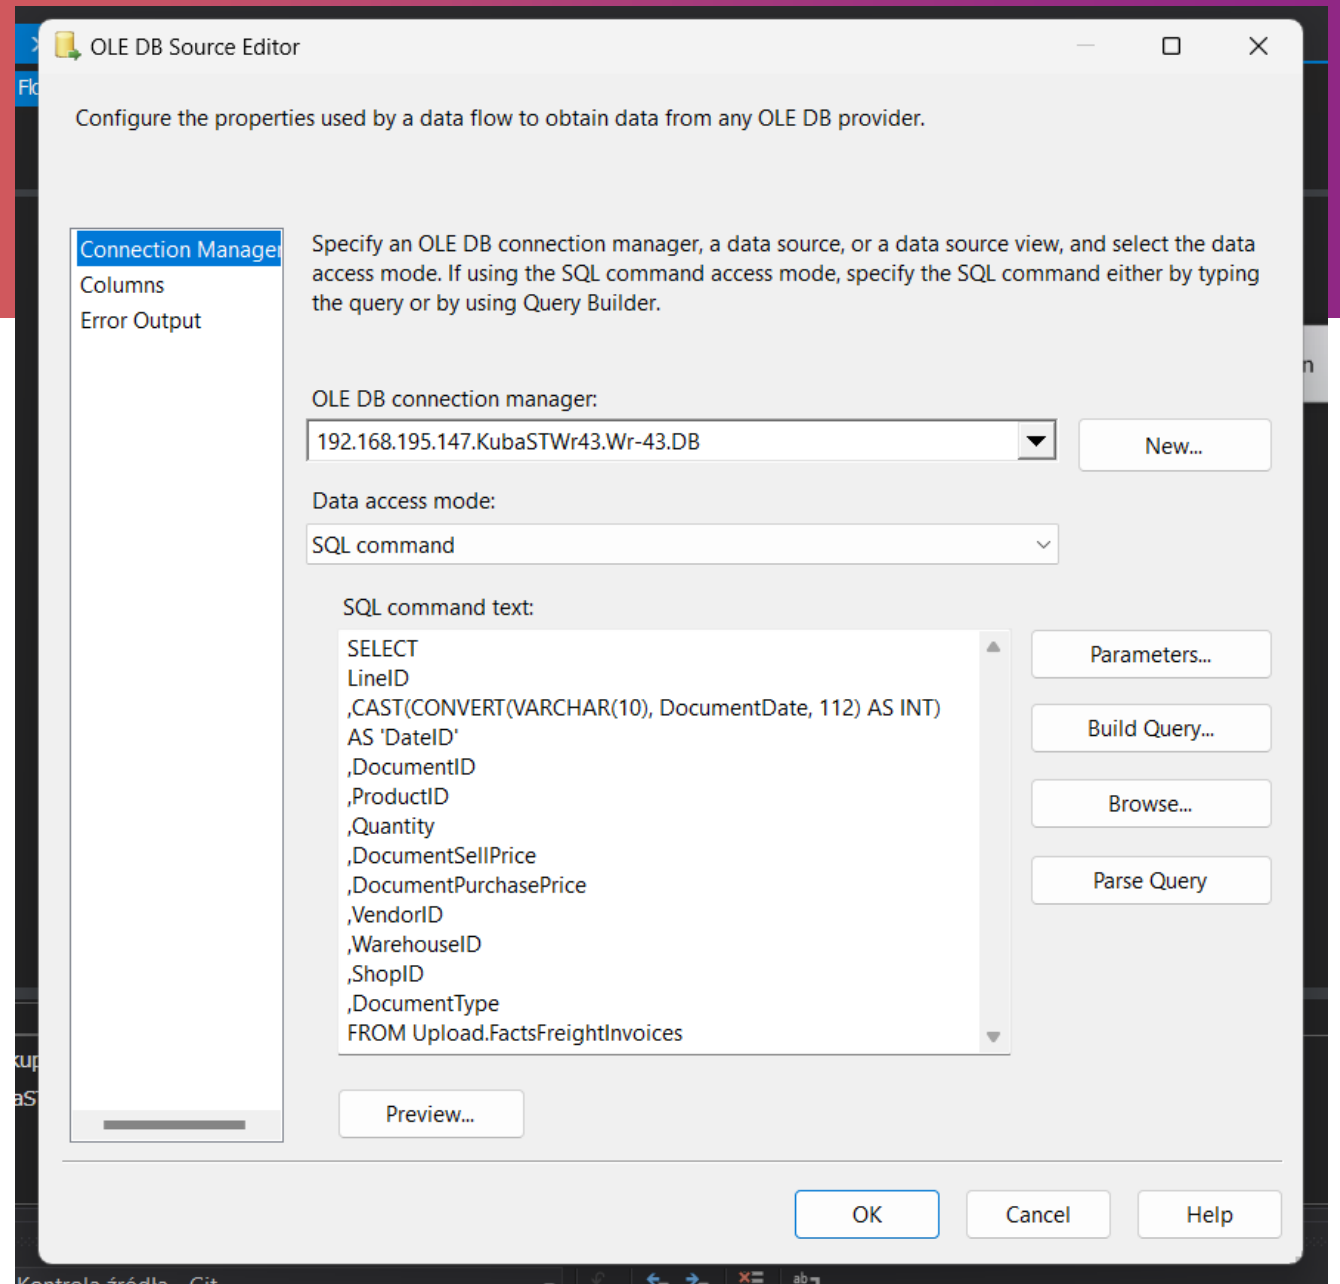 OLE DB Source Editor
Configure the properties used by a data flow to obtain data from any OLE DB provider.
Connection Manager
Columns
Error Output
Specify an OLE DB connection manager, a data source, or a data source view, and select the data
access mode. If using the SQL command access mode, specify the SQL command either by typing
the query or by using Query Builder.
OLE DB connection manager:
192.168.195.147.KubaSTWr43.Wr-43.DB
New...
Data access mode:
SQL command
SQL command text:
SELECT
LineID
,CAST(CONVERT(VARCHAR(10), DocumentDate, 112) AS INT)
AS 'DateID'
,DocumentID
,ProductID
,Quantity
,DocumentSellPrice
,DocumentPurchasePrice
,VendorID
,WarehouseID
,ShopID
,DocumentType
FROM Upload.FactsFreightInvoices
Parameters...
Build Query...
Browse...
Parse Query
Preview...
OK
Cancel
Help